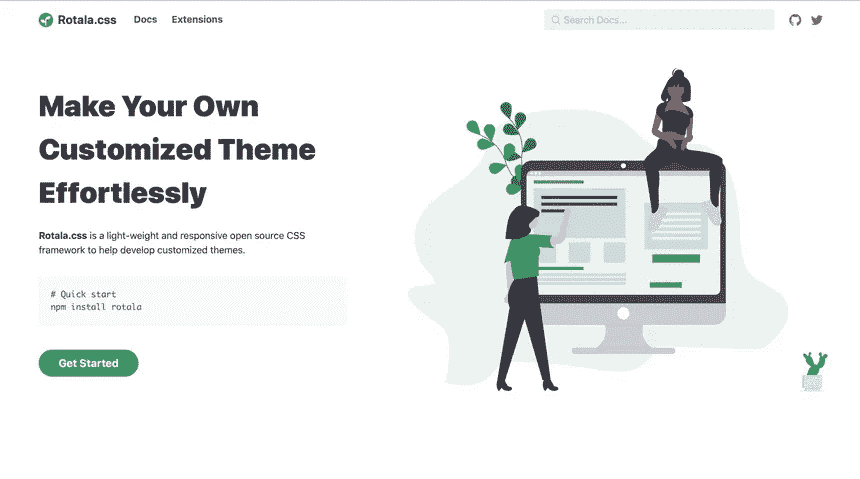 Rotala.css
Docs
Extensions
Search Docs...
Make Your Own
Customized Theme
Effortlessly
Rotala.css is a light-weight and responsive open source CSS
framework to help develop customized themes.
# Quick start
npm install rotala
Get Started